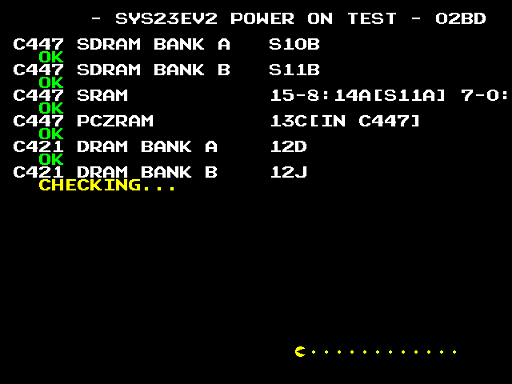 - SYS23EV2 POWER ON TEST - 02BD
C447 SDRAM BANK A S10B
OK
C447 SDRAM BANK B S11B
OK
C447 SRAM 15-8:14A[S11A] 7-0:
OK
C447 PCZRAM 13C[IN C447]
OK
C421 DRAM BANK A 12D
OK
C421 DRAM BANK B 12J
CHECKING...